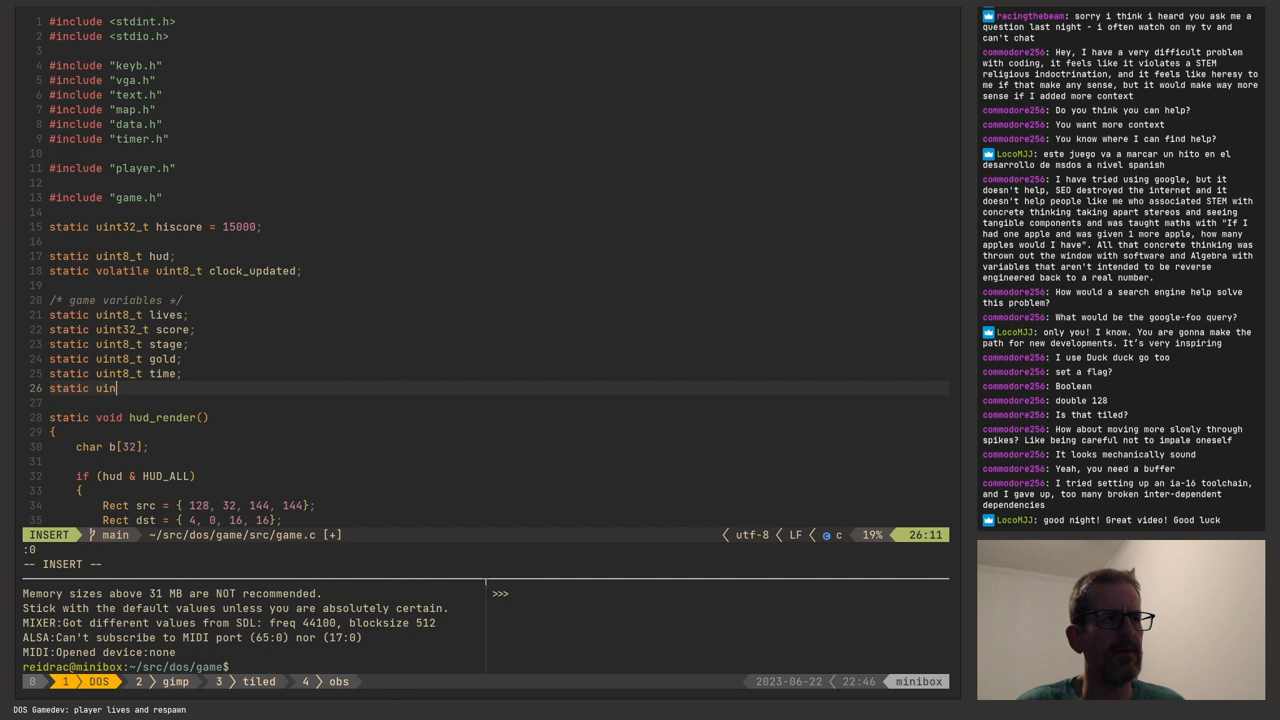 1 #include <stdint.h>
2 #include <stdio.h>
3
4 #include "keyb.h"
5 #include "vga.h"
6 #include "text.h"
7 #include "map.h"
8 #include "data.h"
9 #include "timer.h"
10
11 #include "player.h"
12
13 #include "game.h"
14
15 static uint32_t hiscore = 15000;
16
17 static uint8_t hud;
18 static volatile uint8_t clock_updated;
19
20 /* game variables */
21 static uint8_t lives;
22 static uint32_t score;
23 static uint8_t stage;
24 static uint8_t gold;
25 static uint8_t time;
26 static uin
27
28 static void hud_render()
29 {
30     char b[32];
31
32     if (hud & HUD_ALL)
33     {
34         Rect src = { 128, 32, 144, 144};
35         Rect dst = { 4, 0, 16, 16};
INSERT main ~/src/dos/game/src/game.c [+] utf-8 LF c 19% 26:11
:0
-- INSERT --
Memory sizes above 31 MB are NOT recommended.
Stick with the default values unless you are absolutely certain.
MIXER:Got different values from SDL: freq 44100, blocksize 512
ALSA:Can't subscribe to MIDI port (65:0) nor (17:0)
MIDI:Opened device:none
reidrac@minibox:~/src/dos/game$
>>>
0 1 DOS 2 gimp 3 tiled 4 obs 2023-06-22 22:46 minibox
DOS Gamedev: player lives and respawn
racingthebeam: sorry i think i heard you ask me a
question last night - i often watch on my tv and
can't chat
commodore256: Hey, I have a very difficult problem
with coding, it feels like it violates a STEM
religious indoctrination, and it feels like heresy to
me if that make any sense, but it would make way more
sense if I added more context
commodore256: Do you think you can help?
commodore256: You want more context
commodore256: You know where I can find help?
LocoMJJ: este juego va a marcar un hito en el
desarrollo de msdos a nivel spanish
commodore256: I have tried using google, but it
doesn't help, SEO destroyed the internet and it
doesn't help people like me who associated STEM with
concrete thinking taking apart stereos and seeing
tangible components and was taught maths with "If I
had one apple and was given 1 more apple, how many
apples would I have". All that concrete thinking was
thrown out the window with software and Algebra with
variables that aren't intended to be reverse
engineered back to a real number.
commodore256: How would a search engine help solve
this problem?
commodore256: What would be the google-foo query?
LocoMJJ: only you! I know. You are gonna make the
path for new developments. It's very inspiring
commodore256: I use Duck duck go too
commodore256: set a flag?
commodore256: Boolean
commodore256: double 128
commodore256: Is that tiled?
commodore256: How about moving more slowly through
spikes? Like being careful not to impale oneself
commodore256: It looks mechanically sound
commodore256: Yeah, you need a buffer
commodore256: I tried setting up an ia-16 toolchain,
and I gave up, too many broken inter-dependent
dependencies
LocoMJJ: good night! Great video! Good luck